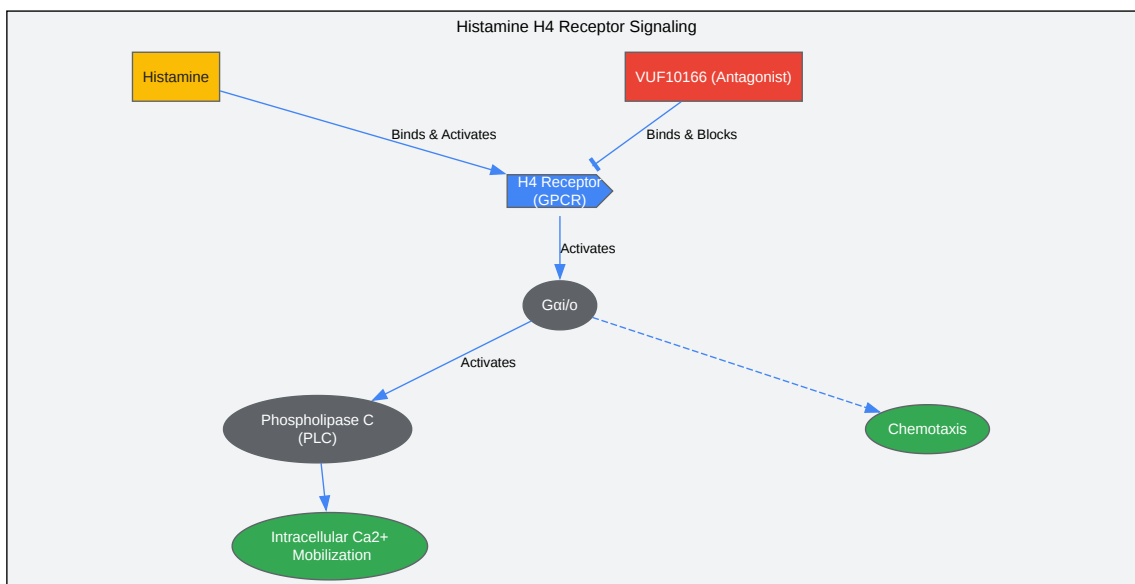 Histamine H4 Receptor Signaling
Histamine
VUF10166 (Antagonist)
Binds & Activates
Binds & Blocks
H4 Receptor
(GPCR)
Activates
Gαi/o
Activates
Phospholipase C
(PLC)
Chemotaxis
Intracellular Ca2+
Mobilization